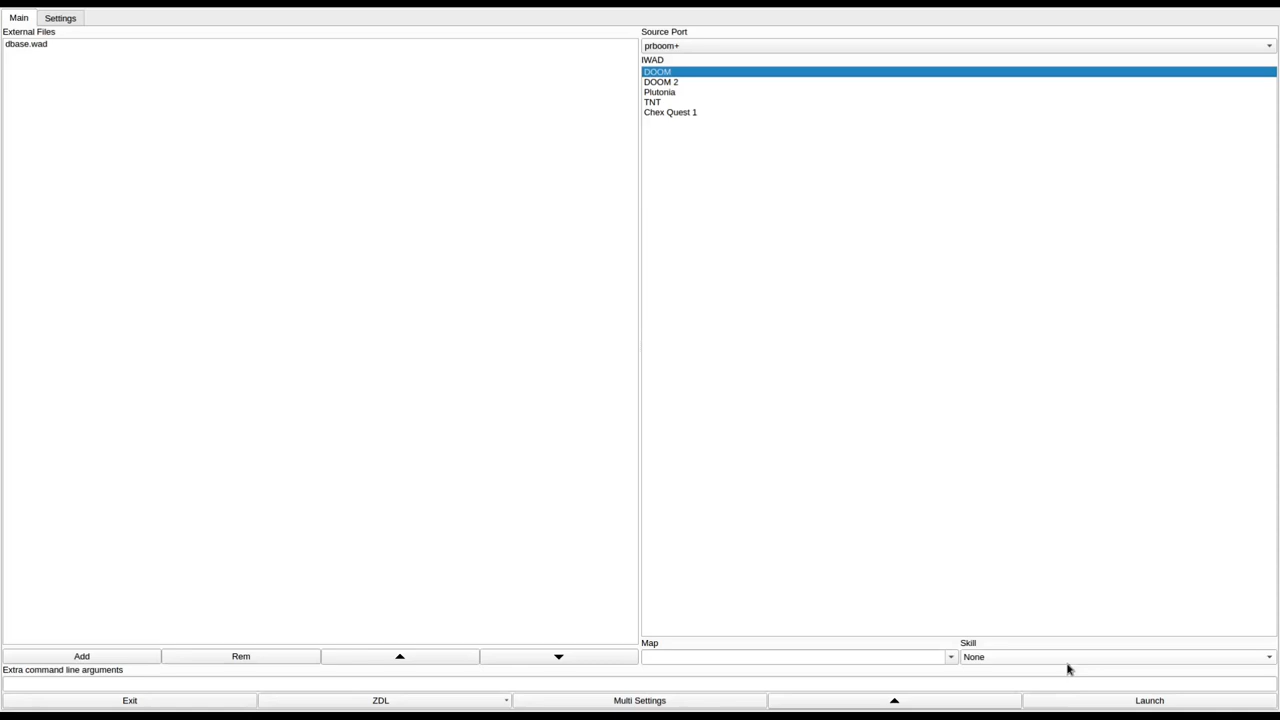 Main Settings
External Files
dbase.wad
Source Port
prboom+
IWAD
DOOM
DOOM 2
Plutonia
TNT
Chex Quest 1
Map Skill
None
Add Rem
Extra command line arguments
Exit ZDL Multi Settings Launch